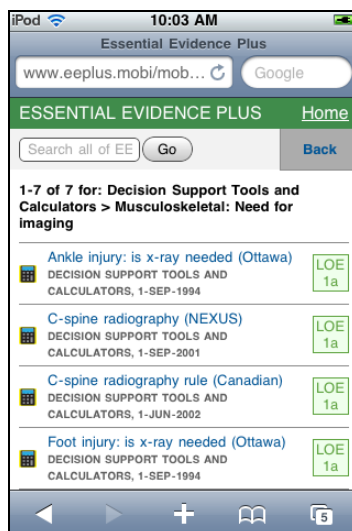 iPod 10:03 AM
Essential Evidence Plus
www.eeplus.mobi/mob... Google
ESSENTIAL EVIDENCE PLUS Home
Search all of EE Go Back
1-7 of 7 for: Decision Support Tools and
Calculators > Musculoskeletal: Need for
imaging
Ankle injury: is x-ray needed (Ottawa)
DECISION SUPPORT TOOLS AND
CALCULATORS, 1-SEP-1994
LOE
1a
C-spine radiography (NEXUS)
DECISION SUPPORT TOOLS AND
CALCULATORS, 1-SEP-2001
LOE
1a
C-spine radiography rule (Canadian)
DECISION SUPPORT TOOLS AND
CALCULATORS, 1-JUN-2002
LOE
1a
Foot injury: is x-ray needed (Ottawa)
DECISION SUPPORT TOOLS AND
CALCULATORS, 1-SEP-1994
LOE
1a
5